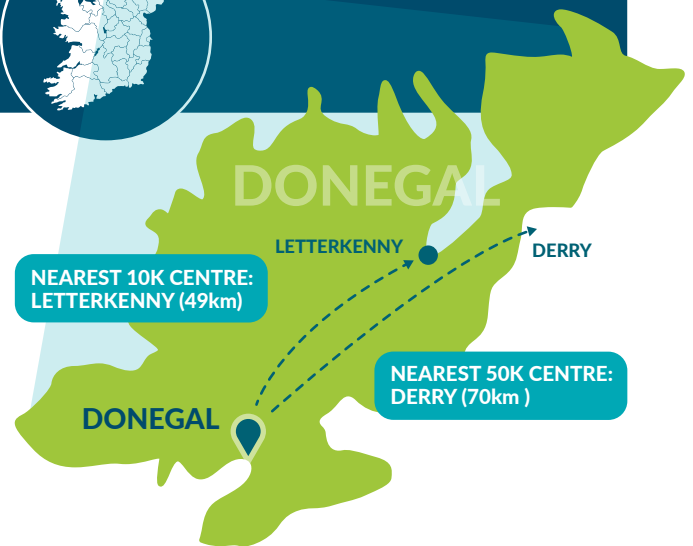 DONEGAL
LETTERKENNY
DERRY
NEAREST 10K CENTRE:
LETTERKENNY (49km)
NEAREST 50K CENTRE:
DERRY (70km )
DONEGAL